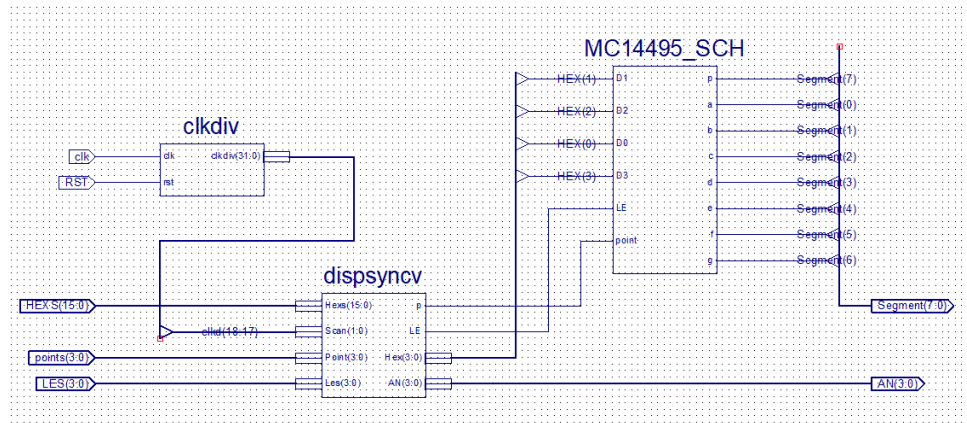 MC14495_SCH
HEX(1) D1 p Segment(7)
a Segment(0)
HEX(2) D2
b Segment(1)
HEX(0) D0
c Segment(2)
HEX(3) D3
d Segment(3)
LE e Segment(4)
point f Segment(5)
g Segment(6)
clkdiv
clk clk clkdiv(31:0)
RST rst
dispsyncv
HEXS(15:0) Hexs(15:0) p Segment(7:0)
clkd(18:17) Scan(1:0) LE
points(3:0) Point(3:0) Hex(3:0)
LES(3:0) Les(3:0) AN(3:0) AN(3:0)